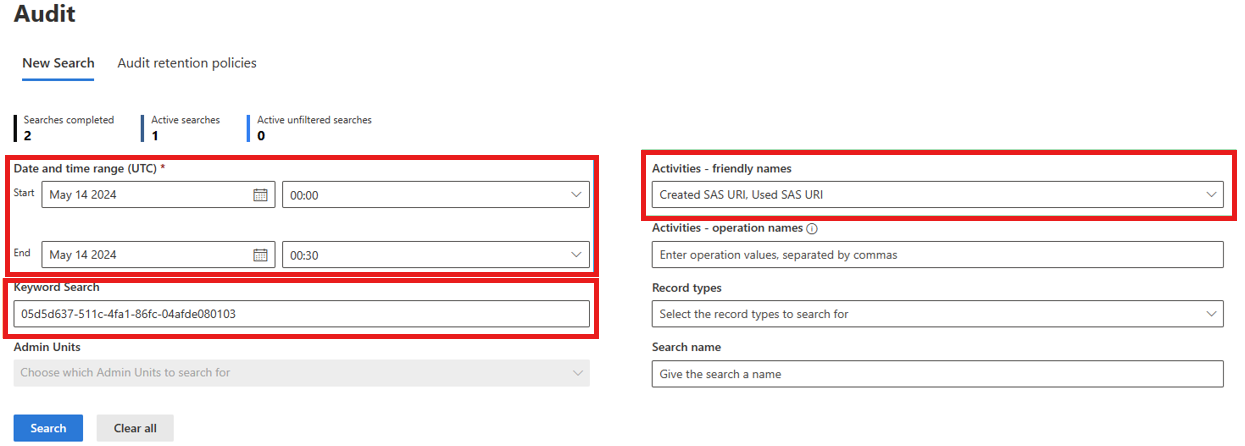 Audit
New Search Audit retention policies
Searches completed Active searches Active unfiltered searches
2 1 0
Date and time range (UTC) *
Start May 14 2024 00:00
End May 14 2024 00:30
Keyword Search
05d5d637-511c-4fa1-86fc-04afde080103
Admin Units
Choose which Admin Units to search for
Activities - friendly names
Created SAS URI, Used SAS URI
Activities - operation names
Enter operation values, separated by commas
Record types
Select the record types to search for
Search name
Give the search a name
Search Clear all